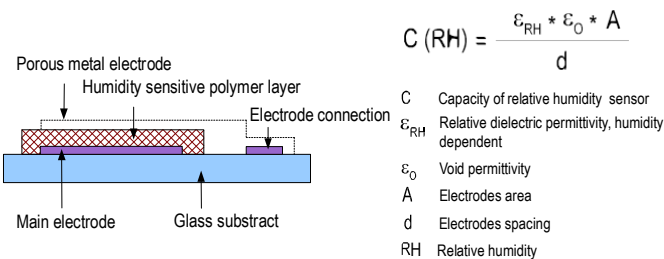 Porous metal electrode
Humidity sensitive polymer layer
Electrode connection
Main electrode
Glass substract
C (RH) = ε_RH * ε_O * A / d
C Capacity of relative humidity sensor
ε_RH Relative dielectric permittivity, humidity
dependent
ε_O Void permittivity
A Electrodes area
d Electrodes spacing
RH Relative humidity